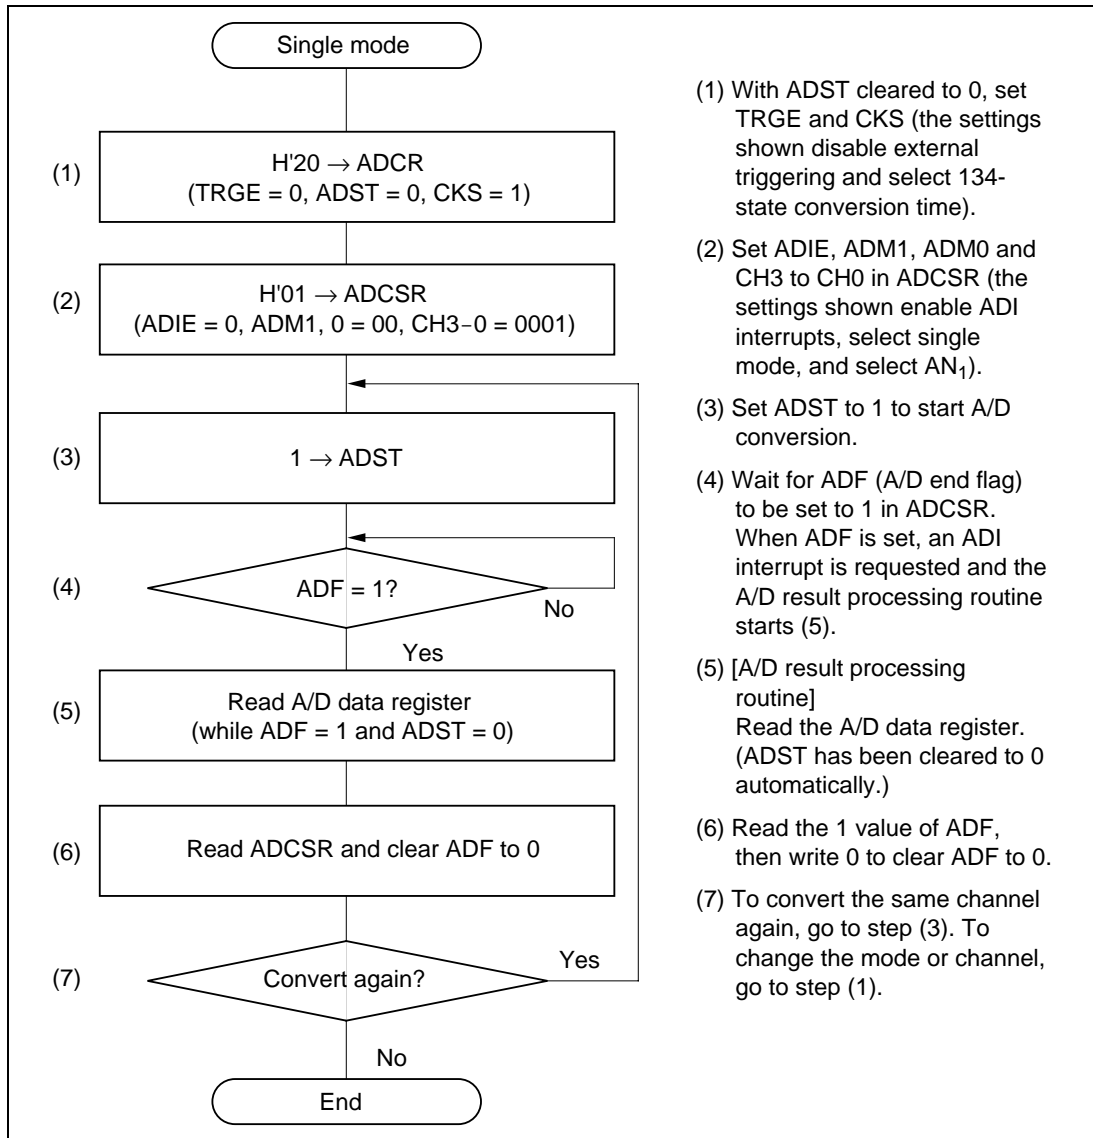 Single mode
(1)
H'20 → ADCR
(TRGE = 0, ADST = 0, CKS = 1)
(2)
H'01 → ADCSR
(ADIE = 0, ADM1, 0 = 00, CH3–0 = 0001)
(3)
1 → ADST
(4)
ADF = 1?
No
Yes
(5)
Read A/D data register
(while ADF = 1 and ADST = 0)
(6)
Read ADCSR and clear ADF to 0
(7)
Convert again?
Yes
No
End
(1) With ADST cleared to 0, set
TRGE and CKS (the settings
shown disable external
triggering and select 134-
state conversion time).
(2) Set ADIE, ADM1, ADM0 and
CH3 to CH0 in ADCSR (the
settings shown enable ADI
interrupts, select single
mode, and select AN₁).
(3) Set ADST to 1 to start A/D
conversion.
(4) Wait for ADF (A/D end flag)
to be set to 1 in ADCSR.
When ADF is set, an ADI
interrupt is requested and the
A/D result processing routine
starts (5).
(5) [A/D result processing
routine]
Read the A/D data register.
(ADST has been cleared to 0
automatically.)
(6) Read the 1 value of ADF,
then write 0 to clear ADF to 0.
(7) To convert the same channel
again, go to step (3). To
change the mode or channel,
go to step (1).